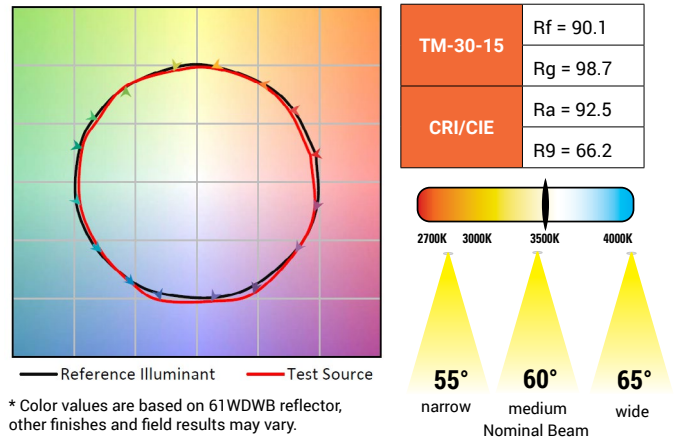 Reference Illuminant
Test Source
* Color values are based on 61WDWB reflector,
other finishes and field results may vary.
TM-30-15
Rf = 90.1
Rg = 98.7
CRI/CIE
Ra = 92.5
R9 = 66.2
2700K 3000K 3500K 4000K
55° 60° 65°
narrow medium wide
Nominal Beam